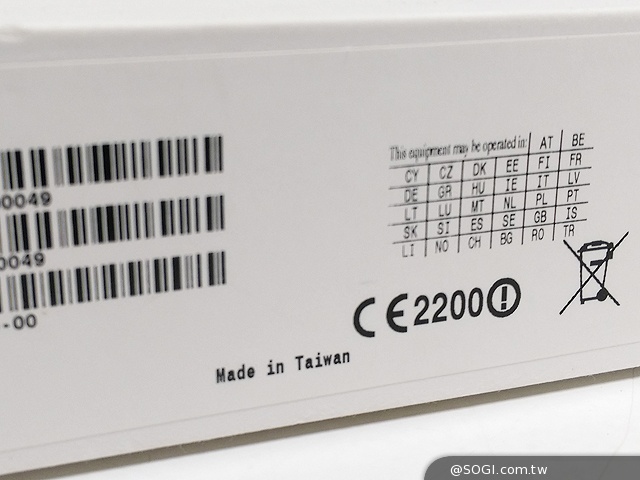 This equipment may be operated in: AT BE
CY CZ DK EE FI FR
DE GR HU IE IT LV
LT LU MT NL PL PT
SK SI ES SE GB IS
LI NO CH BG RO TR
0049
0049
-00
CE2200
Made in Taiwan
@SOGI.com.tw